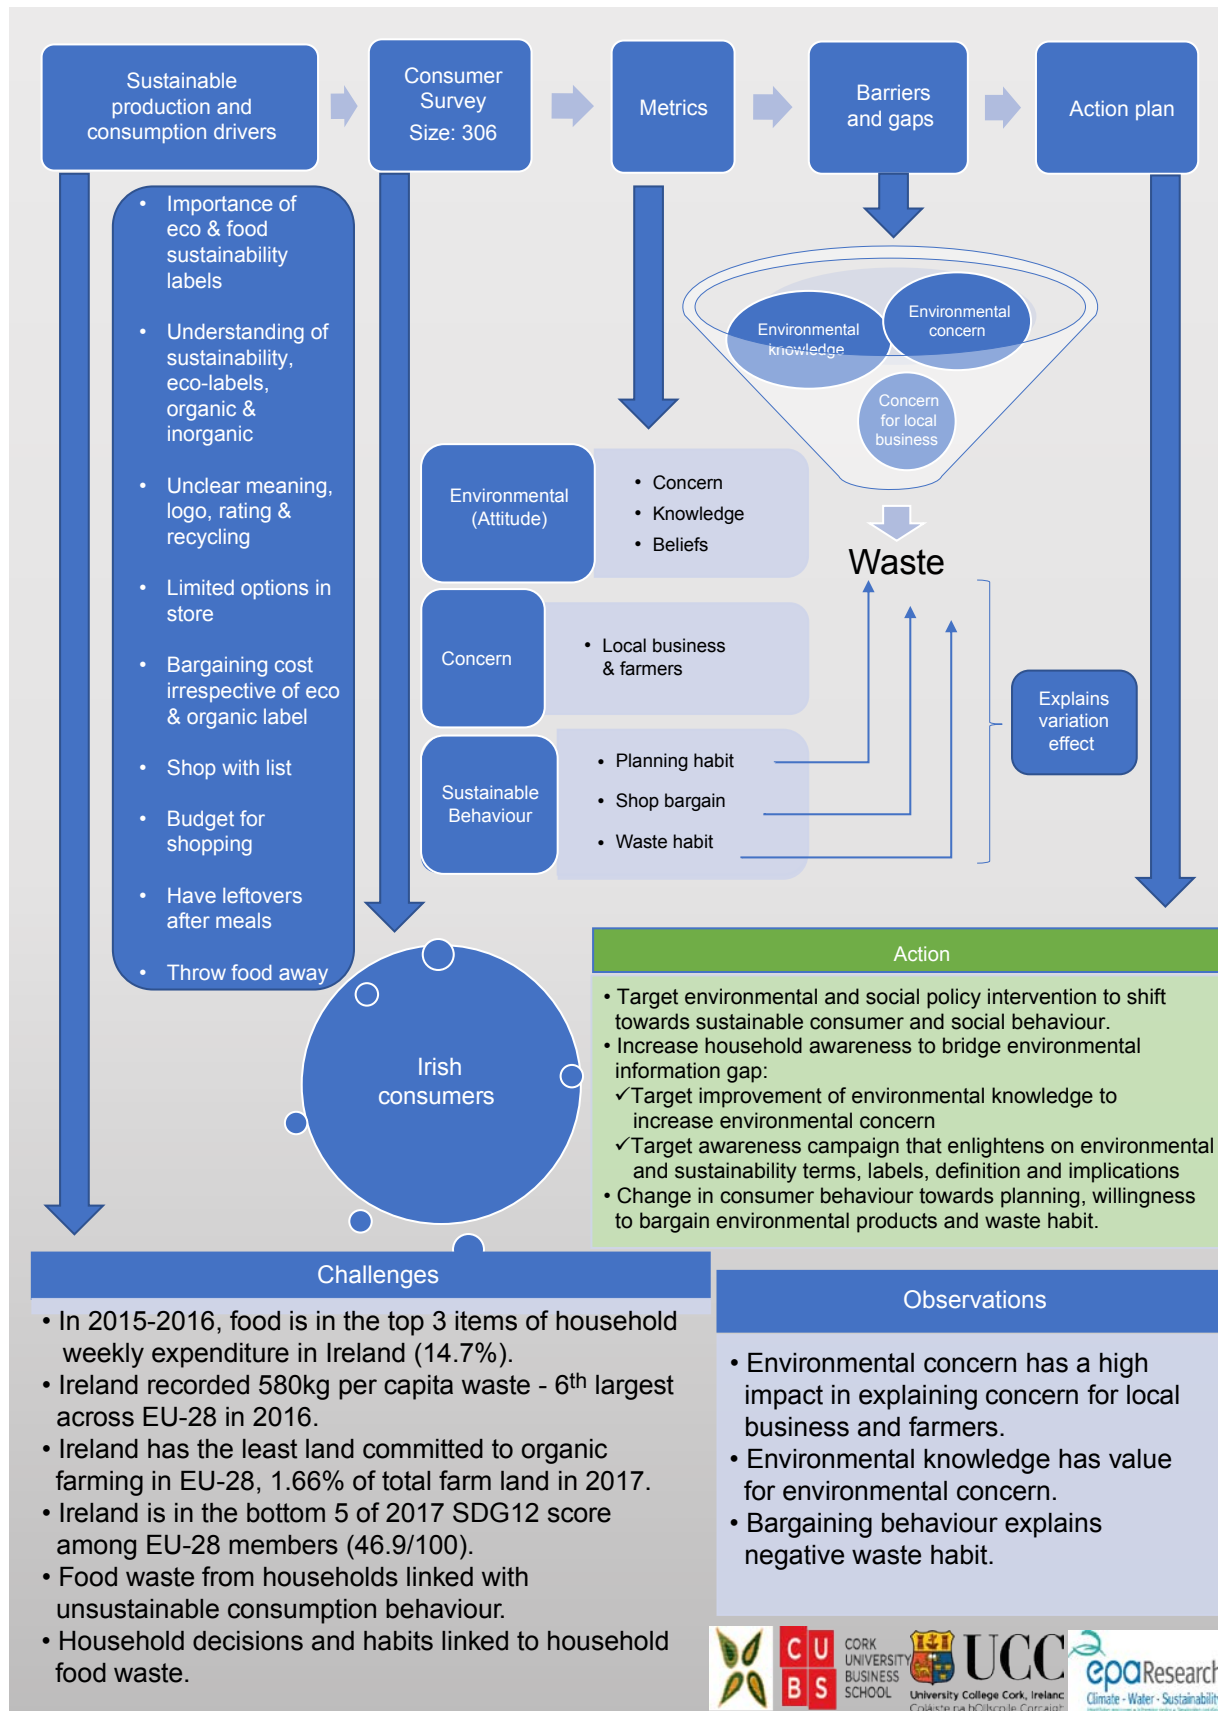 Sustainable
production and
consumption drivers
Consumer
Survey
Size: 306
Metrics
Barriers
and gaps
Action plan
• Importance of
eco & food
sustainability
labels
• Understanding of
sustainability,
eco-labels,
organic &
inorganic
• Unclear meaning,
logo, rating &
recycling
• Limited options in
store
• Bargaining cost
irrespective of eco
& organic label
• Shop with list
• Budget for
shopping
• Have leftovers
after meals
• Throw food away
Environmental
knowledge
Environmental
concern
Concern
for local
business
Waste
Environmental
(Attitude)
• Concern
• Knowledge
• Beliefs
Concern
• Local business
& farmers
Sustainable
Behaviour
• Planning habit
• Shop bargain
• Waste habit
Explains
variation
effect
Irish
consumers
Action
• Target environmental and social policy intervention to shift
towards sustainable consumer and social behaviour.
• Increase household awareness to bridge environmental
information gap:
✓Target improvement of environmental knowledge to
increase environmental concern
✓Target awareness campaign that enlightens on environmental
and sustainability terms, labels, definition and implications
• Change in consumer behaviour towards planning, willingness
to bargain environmental products and waste habit.
Challenges
• In 2015-2016, food is in the top 3 items of household
weekly expenditure in Ireland (14.7%).
• Ireland recorded 580kg per capita waste - 6th largest
across EU-28 in 2016.
• Ireland has the least land committed to organic
farming in EU-28, 1.66% of total farm land in 2017.
• Ireland is in the bottom 5 of 2017 SDG12 score
among EU-28 members (46.9/100).
• Food waste from households linked with
unsustainable consumption behaviour.
• Household decisions and habits linked to household
food waste.
Observations
• Environmental concern has a high
impact in explaining concern for local
business and farmers.
• Environmental knowledge has value
for environmental concern.
• Bargaining behaviour explains
negative waste habit.
CU
BS
CORK
UNIVERSITY
BUSINESS
SCHOOL
UCC
University College Cork, Ireland
Coláiste na hOllscoile Corcaigh
epaResearch
Climate - Water - Sustainability